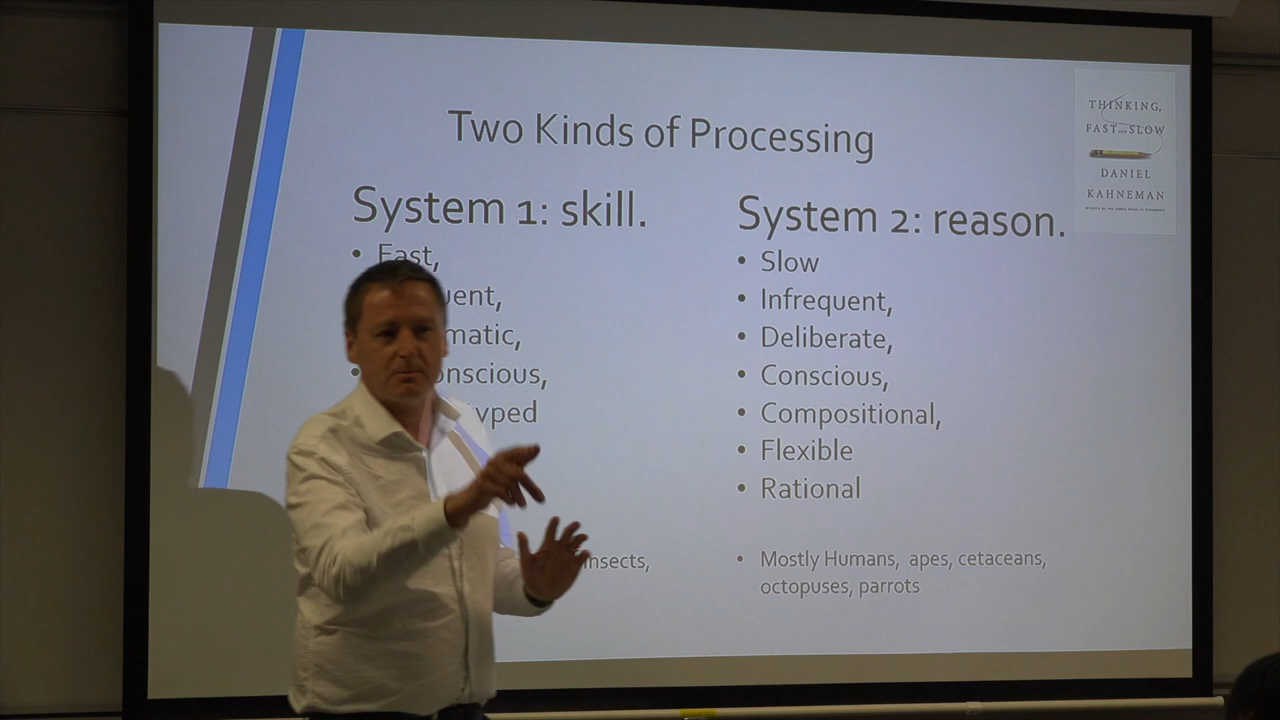 Two Kinds of Processing
System 1: skill.
Fast,
matic,
System 2: reason.
• Slow
• Infrequent,
• Deliberate,
• Conscious,
• Compositional,
• Flexible
• Rational
insects,
• Mostly Humans, apes, cetaceans,
octopuses, parrots
THINKING,
FAST AND SLOW
DANIEL
KAHNEMAN